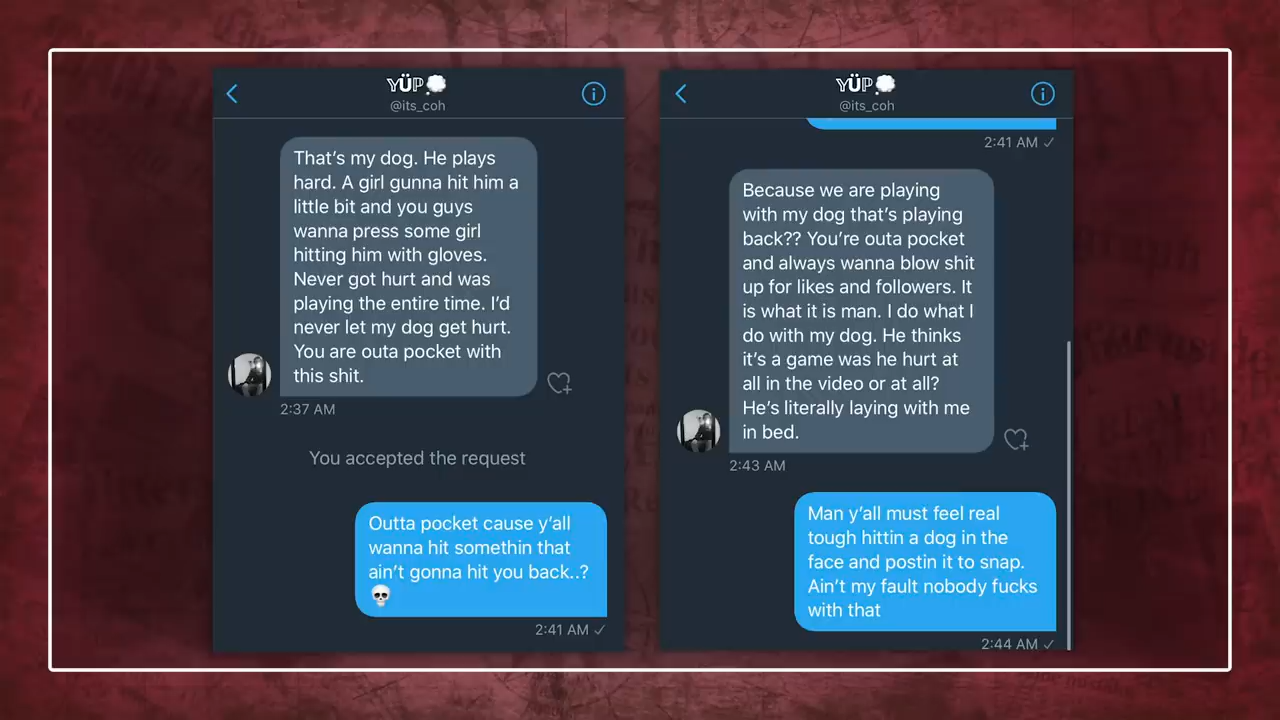 YÜP💭
@its_coh
That's my dog. He plays
hard. A girl gunna hit him a
little bit and you guys
wanna press some girl
hitting him with gloves.
Never got hurt and was
playing the entire time. I'd
never let my dog get hurt.
You are outa pocket with
this shit.
2:37 AM
You accepted the request
Outta pocket cause y'all
wanna hit somethin that
ain't gonna hit you back..?
💀
2:41 AM ✓
YÜP💭
@its_coh
2:41 AM ✓
Because we are playing
with my dog that's playing
back?? You're outa pocket
and always wanna blow shit
up for likes and followers. It
is what it is man. I do what I
do with my dog. He thinks
it's a game was he hurt at
all in the video or at all?
He's literally laying with me
in bed.
2:43 AM
Man y'all must feel real
tough hittin a dog in the
face and postin it to snap.
Ain't my fault nobody fucks
with that
2:44 AM ✓